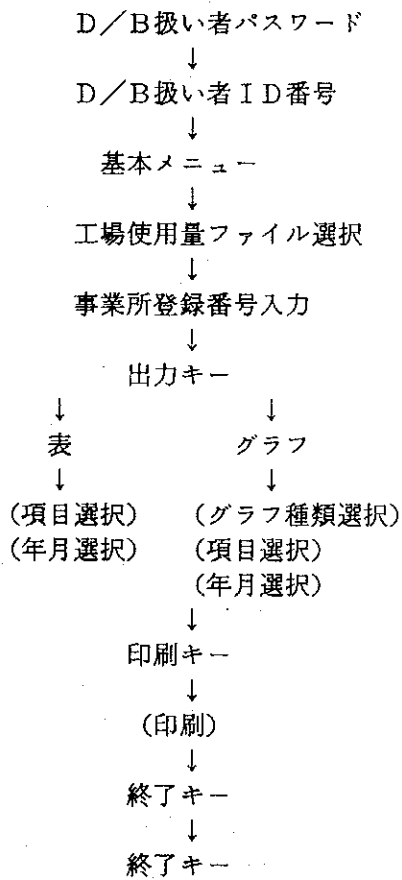 D／B扱い者パスワード
↓
D／B扱い者ID番号
↓
基本メニュー
↓
工場使用量ファイル選択
↓
事業所登録番号入力
↓
出力キー
↓ ↓
表 グラフ
↓ ↓
(項目選択) (グラフ種類選択)
(年月選択) (項目選択)
(年月選択)
↓
印刷キー
↓
(印刷)
↓
終了キー
↓
終了キー